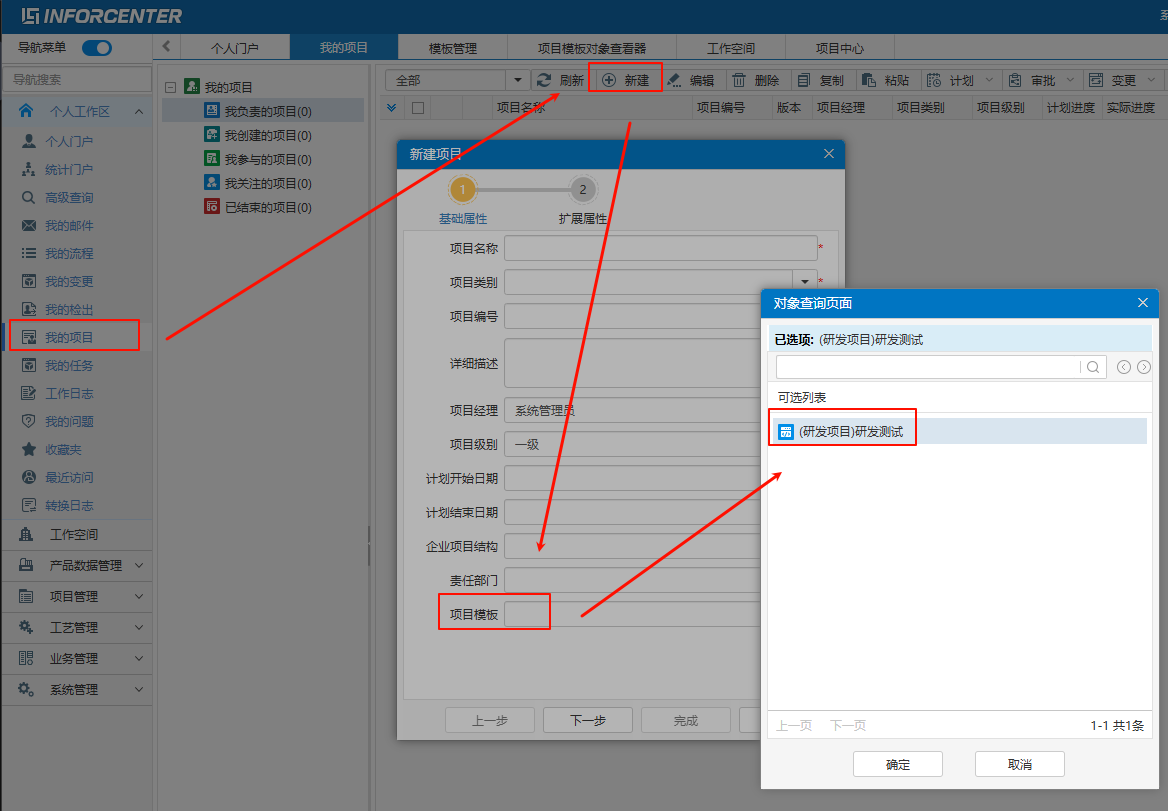 INFORCENTER
系
导航菜单
个人门户
我的项目
模板管理
项目模板对象查看器
工作空间
项目中心
导航搜索
个人工作区
个人门户
统计门户
高级查询
我的邮件
我的流程
我的变更
我的检出
我的项目
我的任务
工作日志
我的问题
收藏夹
最近访问
转换日志
工作空间
产品数据管理
项目管理
工艺管理
业务管理
系统管理
我的项目
我负责的项目(0)
我创建的项目(0)
我参与的项目(0)
我关注的项目(0)
已结束的项目(0)
全部
刷新
新建
编辑
删除
复制
粘贴
计划
审批
变更
项目名称
项目编号
版本
项目经理
项目类别
项目级别
计划进度
实际进度
新建项目
1
2
基础属性
扩展属性
项目名称
*
项目类别
*
项目编号
详细描述
项目经理
系统管理员
项目级别
一级
计划开始日期
计划结束日期
企业项目结构
责任部门
项目模板
上一步
下一步
完成
对象查询页面
已选项: (研发项目)研发测试
可选列表
(研发项目)研发测试
上一页
下一页
1-1 共1条
确定
取消